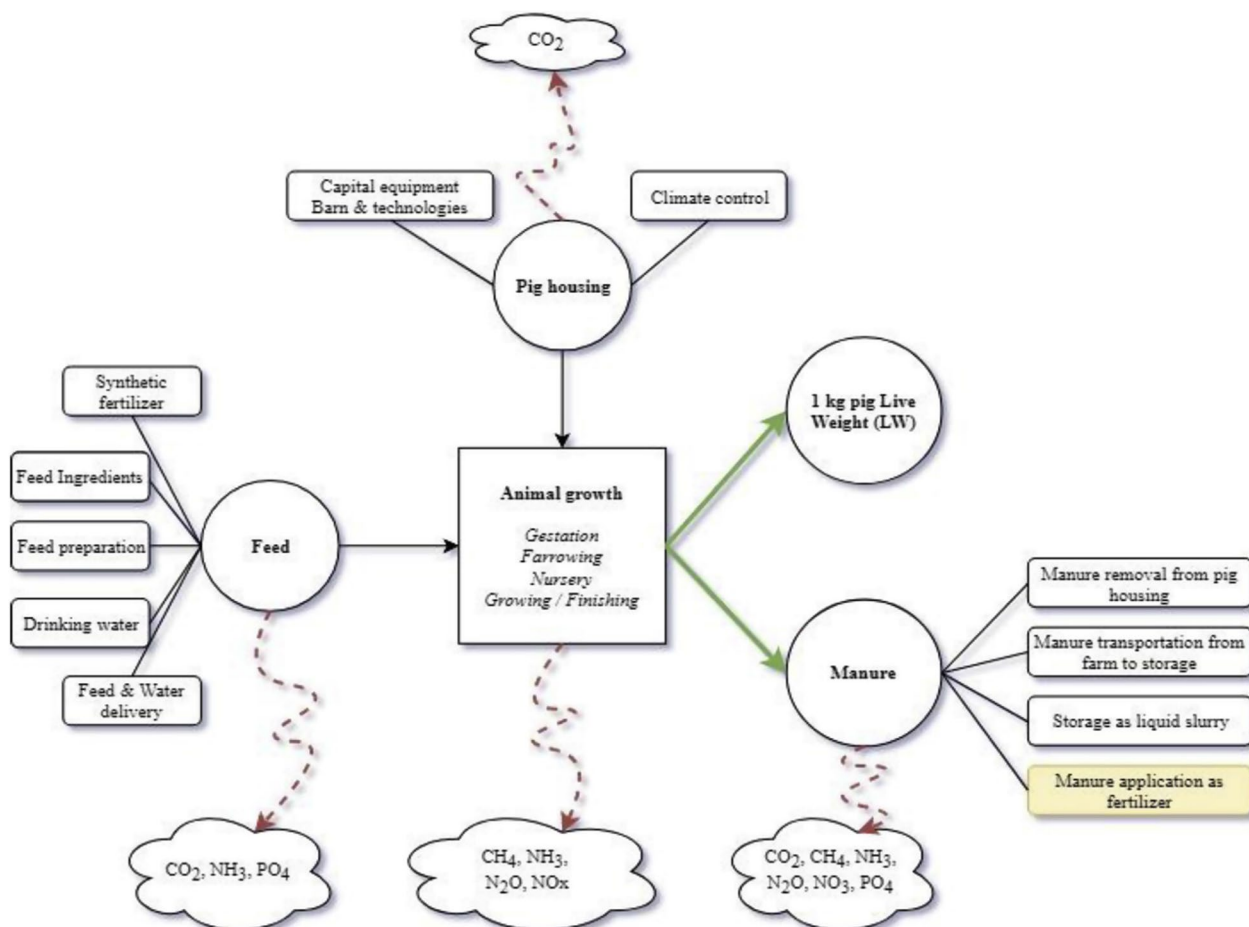 CO2
Capital equipment
Barn & technologies
Climate control
Pig housing
Synthetic
fertilizer
1 kg pig Live
Weight (LW)
Feed Ingredients
Animal growth
Gestation
Farrowing
Nursery
Growing / Finishing
Feed preparation
Feed
Drinking water
Feed & Water
delivery
Manure
Manure removal from pig
housing
Manure transportation from
farm to storage
Storage as liquid slurry
Manure application as
fertilizer
CO2, NH3, PO4
CH4, NH3,
N2O, NOx
CO2, CH4, NH3,
N2O, NO3, PO4